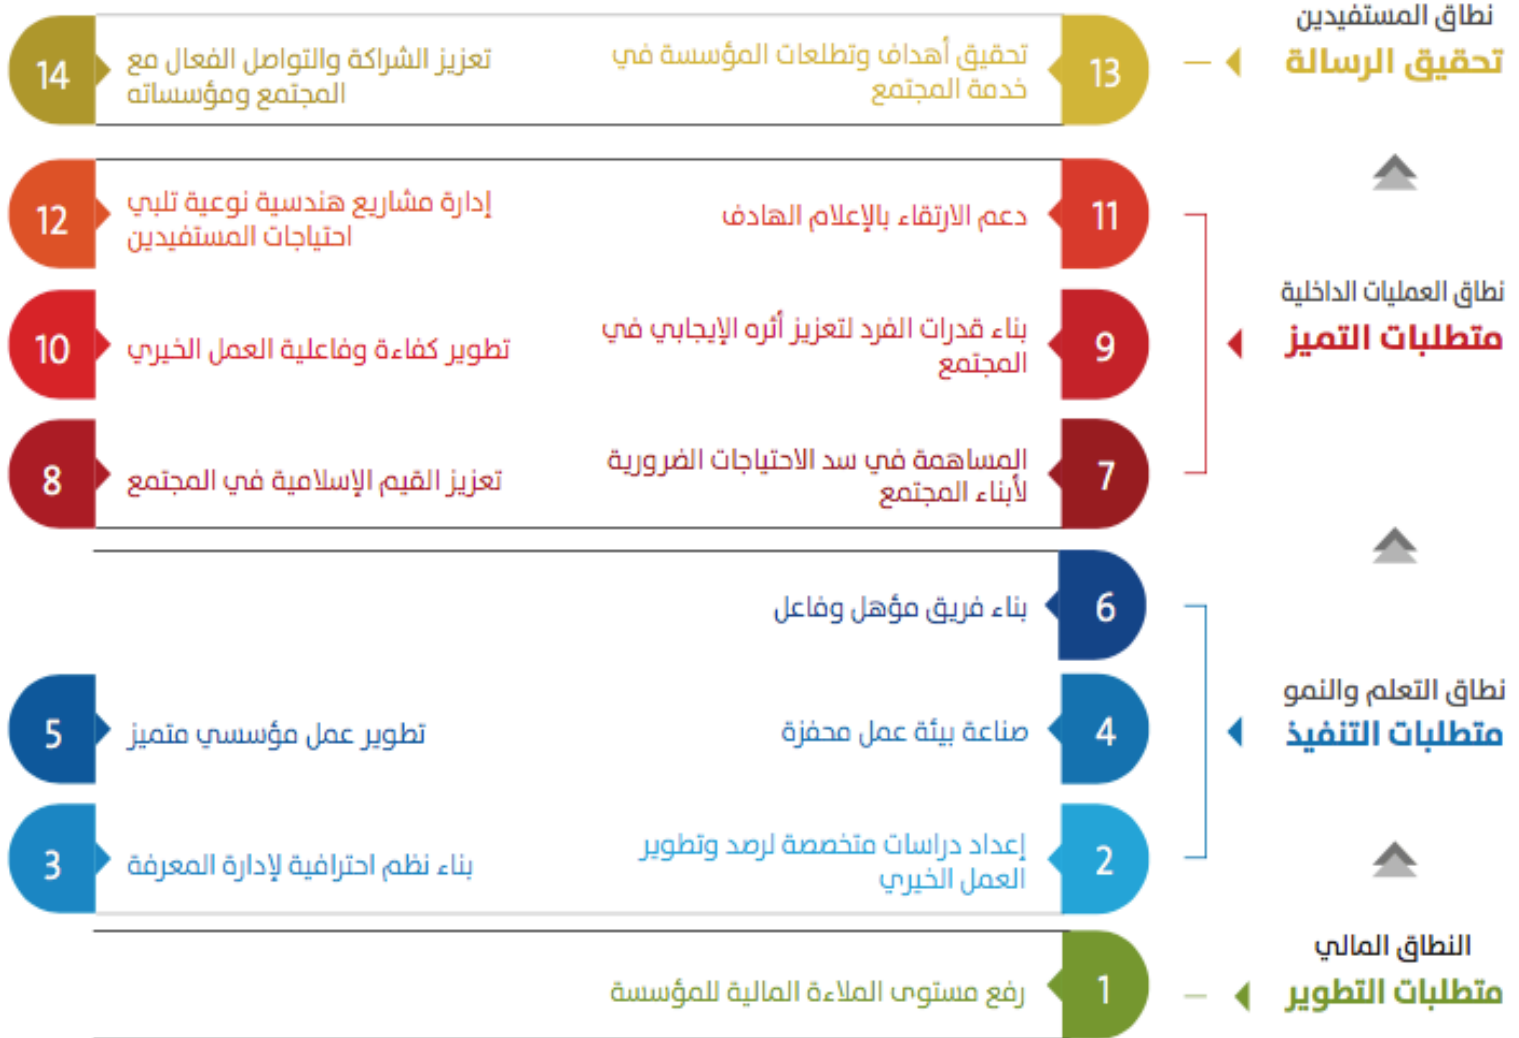 نطاق المستفيدين
تحقيق الرسالة
13
تحقيق أهداف وتطلعات المؤسسة في
خدمة المجتمع
14
تعزيز الشراكة والتواصل الفعال مع
المجتمع ومؤسساته
نطاق العمليات الداخلية
متطلبات التميز
11
دعم الارتقاء بالإعلام الهادف
12
إدارة مشاريع هندسية نوعية تلبي
احتياجات المستفيدين
9
بناء قدرات الفرد لتعزيز أثره الإيجابي في
المجتمع
10
تطوير كفاءة وفاعلية العمل الخيري
7
المساهمة في سد الاحتياجات الضرورية
لأبناء المجتمع
8
تعزيز القيم الإسلامية في المجتمع
نطاق التعلم والنمو
متطلبات التنفيذ
6
بناء فريق مؤهل وفاعل
4
صناعة بيئة عمل محفزة
5
تطوير عمل مؤسسي متميز
2
إعداد دراسات متخصصة لرصد وتطوير
العمل الخيري
3
بناء نظم احترافية لإدارة المعرفة
النطاق المالي
متطلبات التطوير
1
رفع مستوى الملاءة المالية للمؤسسة